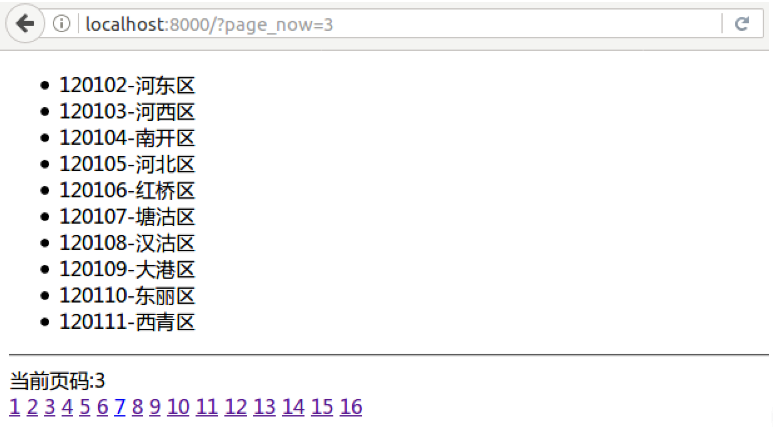 localhost:8000/?page_now=3
120102-河东区
120103-河西区
120104-南开区
120105-河北区
120106-红桥区
120107-塘沽区
120108-汉沽区
120109-大港区
120110-东丽区
120111-西青区
当前页码:3
1 2 3 4 5 6 7 8 9 10 11 12 13 14 15 16